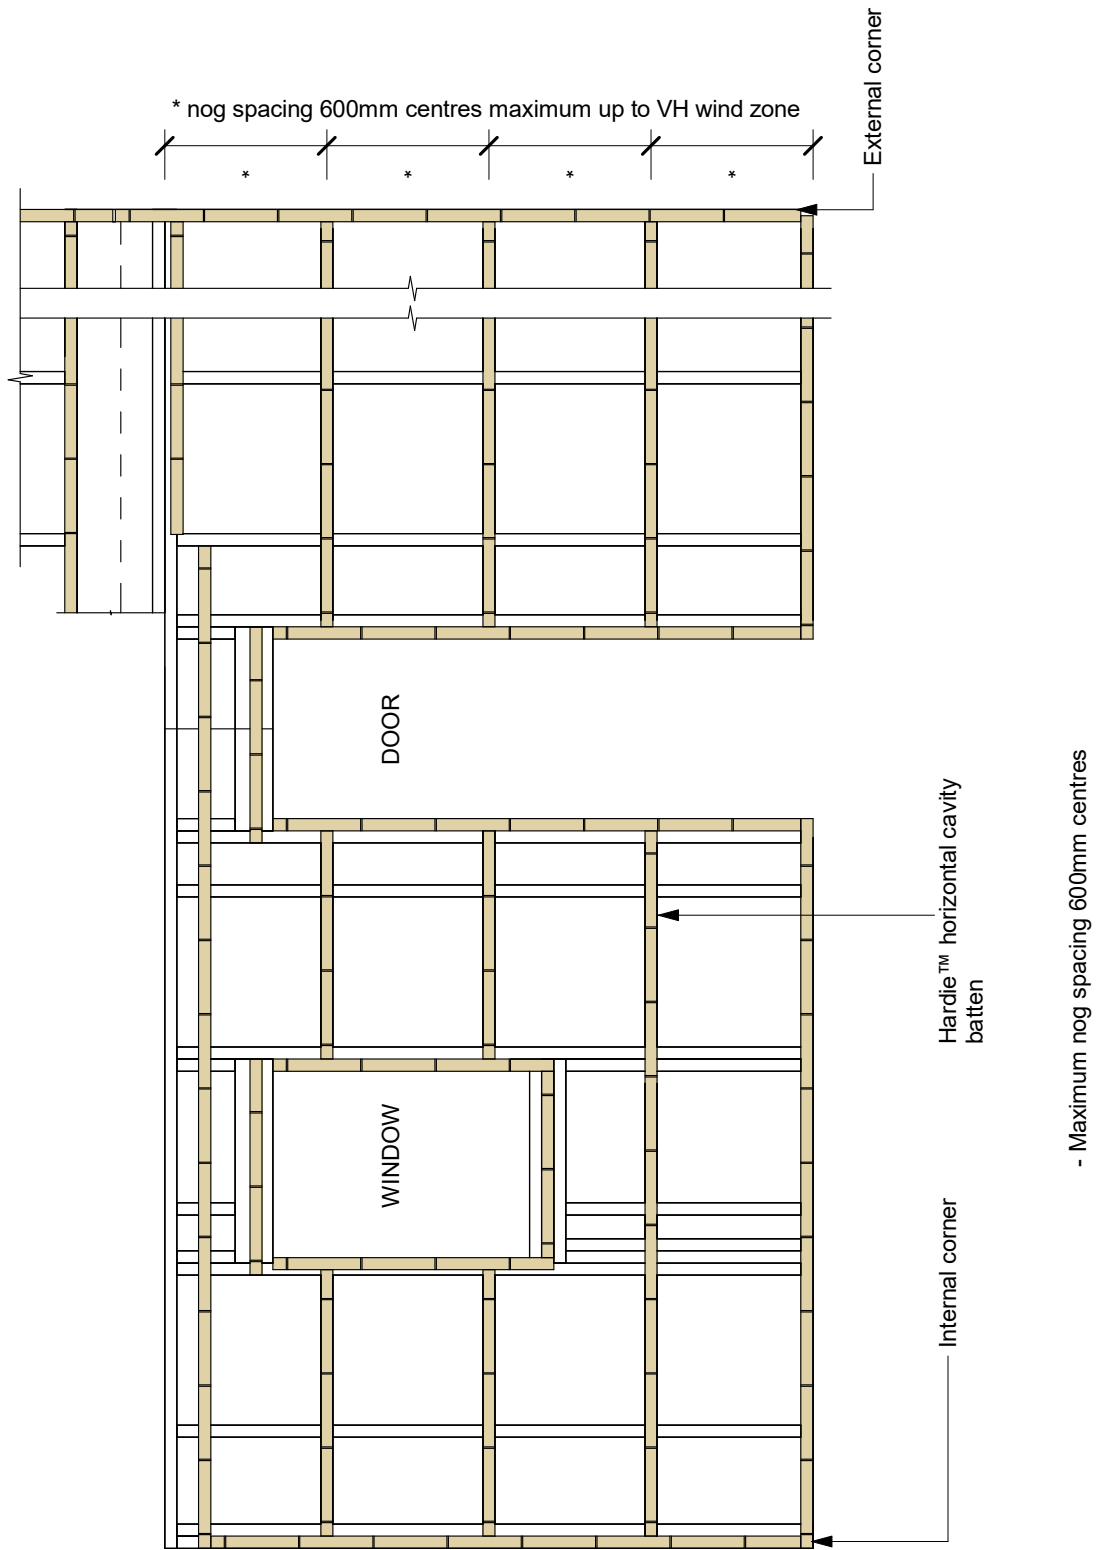 * nog spacing 600mm centres maximum up to VH wind zone
*
*
*
*
External corner
DOOR
WINDOW
Hardie™ horizontal cavity
batten
Internal corner
- Maximum nog spacing 600mm centres